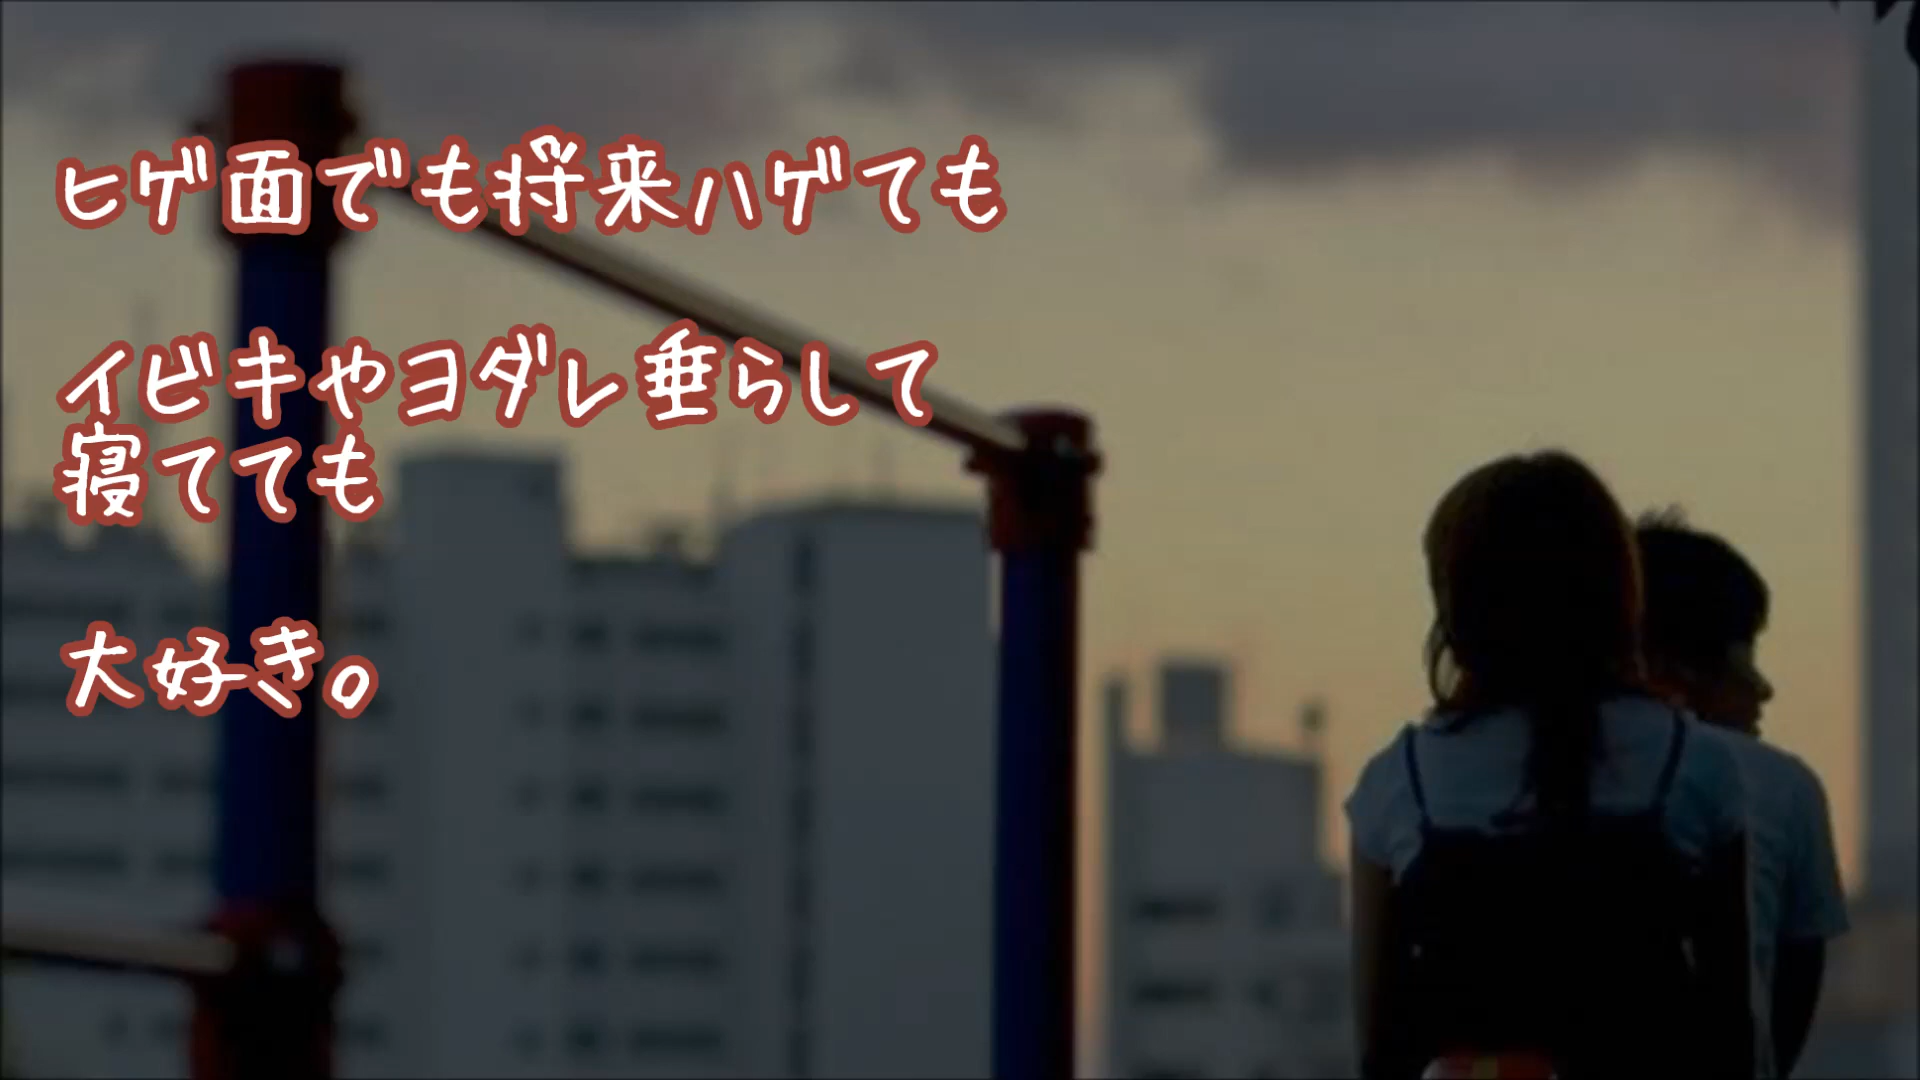 ヒゲ面でも将来ハゲても
イビキやヨダレ垂らして
寝てても
大好き。